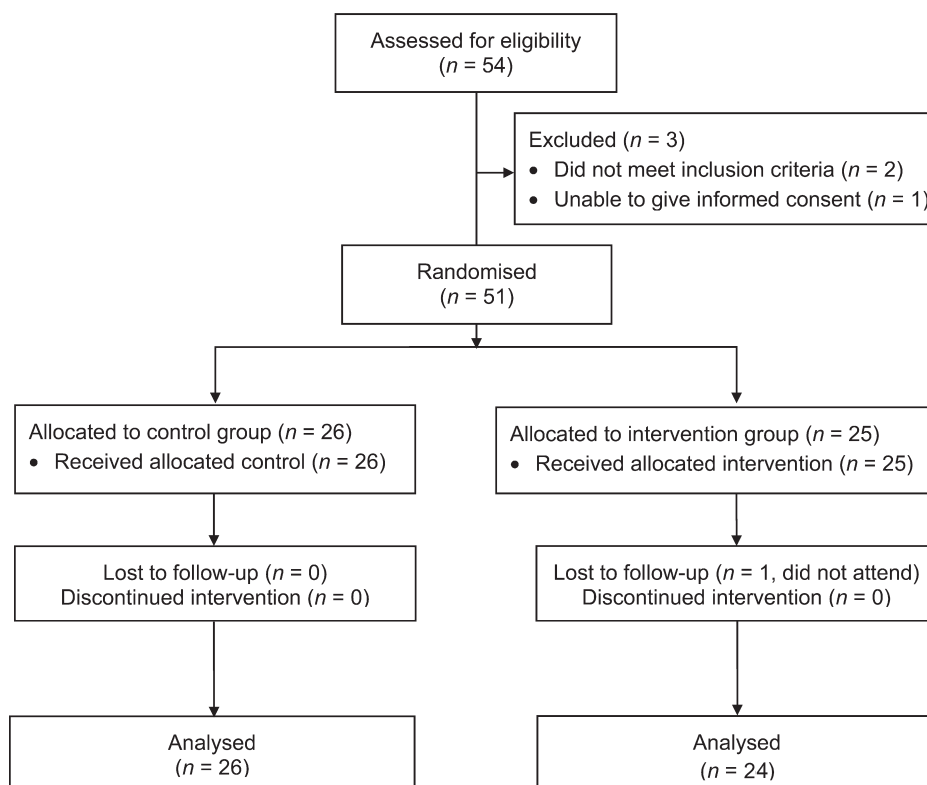 Assessed for eligibility
(n = 54)
Excluded (n = 3)
• Did not meet inclusion criteria (n = 2)
• Unable to give informed consent (n = 1)
Randomised
(n = 51)
Allocated to control group (n = 26)
• Received allocated control (n = 26)
Allocated to intervention group (n = 25)
• Received allocated intervention (n = 25)
Lost to follow-up (n = 0)
Discontinued intervention (n = 0)
Lost to follow-up (n = 1, did not attend)
Discontinued intervention (n = 0)
Analysed
(n = 26)
Analysed
(n = 24)